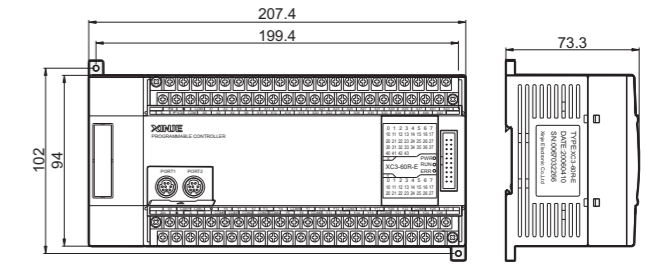 207.4
199.4
73.3
102
94
XINJE
PROGRAMMABLE CONTROLLER
PORT1 PORT2
0 1 2 3 4 5 6 7
10 11 12 13 14 15 16 17
20 21 22 23 24 25 26 27
30 31 32 33 34 35 36 37
40 41 42 43
PWR
XC3-60R-E
RUN
ERR
0 1 2 3 4 5 6 7
10 11 12 13 14 15 16 17
20 21 22 23 24 25 26 27
TYPE:XC3-60R-E
DATE:20080410
SN:0067032266
Xinje Electronic Co.,Ltd